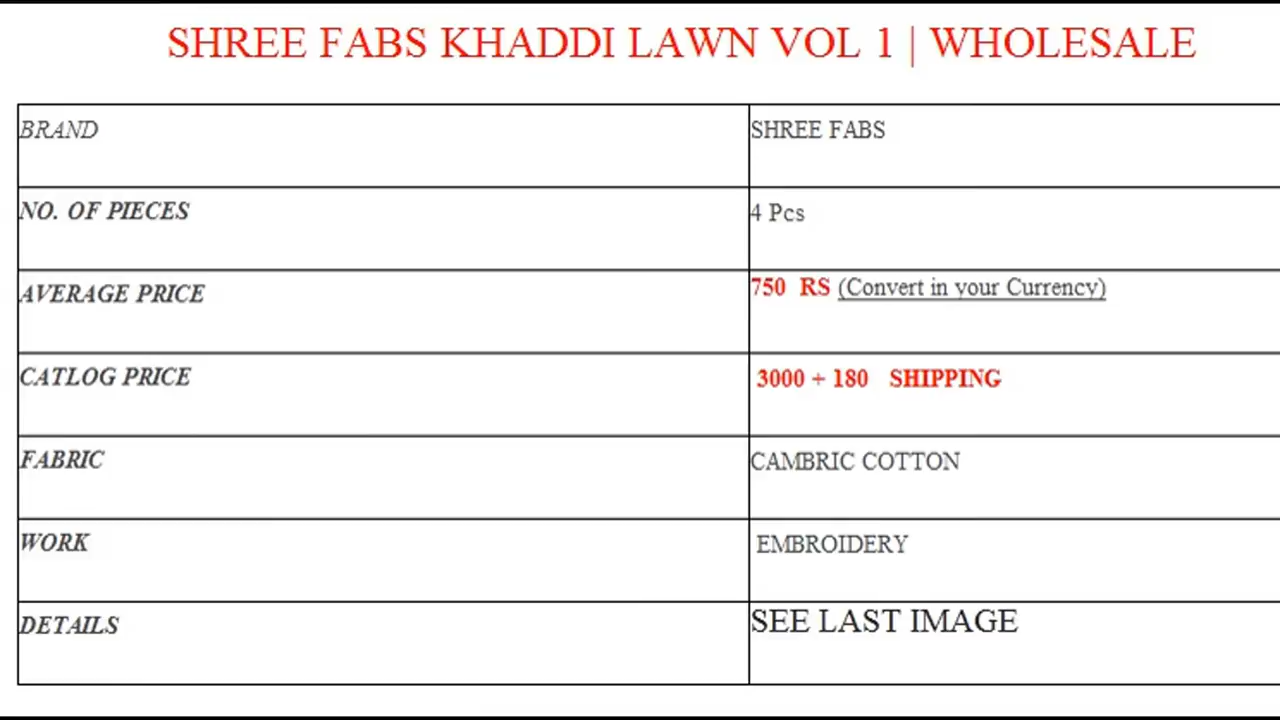 SHREE FABS KHADDI LAWN VOL 1 | WHOLESALE
BRAND SHREE FABS
NO. OF PIECES 4 Pcs
AVERAGE PRICE 750 RS (Convert in your Currency)
CATLOG PRICE 3000 + 180 SHIPPING
FABRIC CAMBRIC COTTON
WORK EMBROIDERY
DETAILS SEE LAST IMAGE